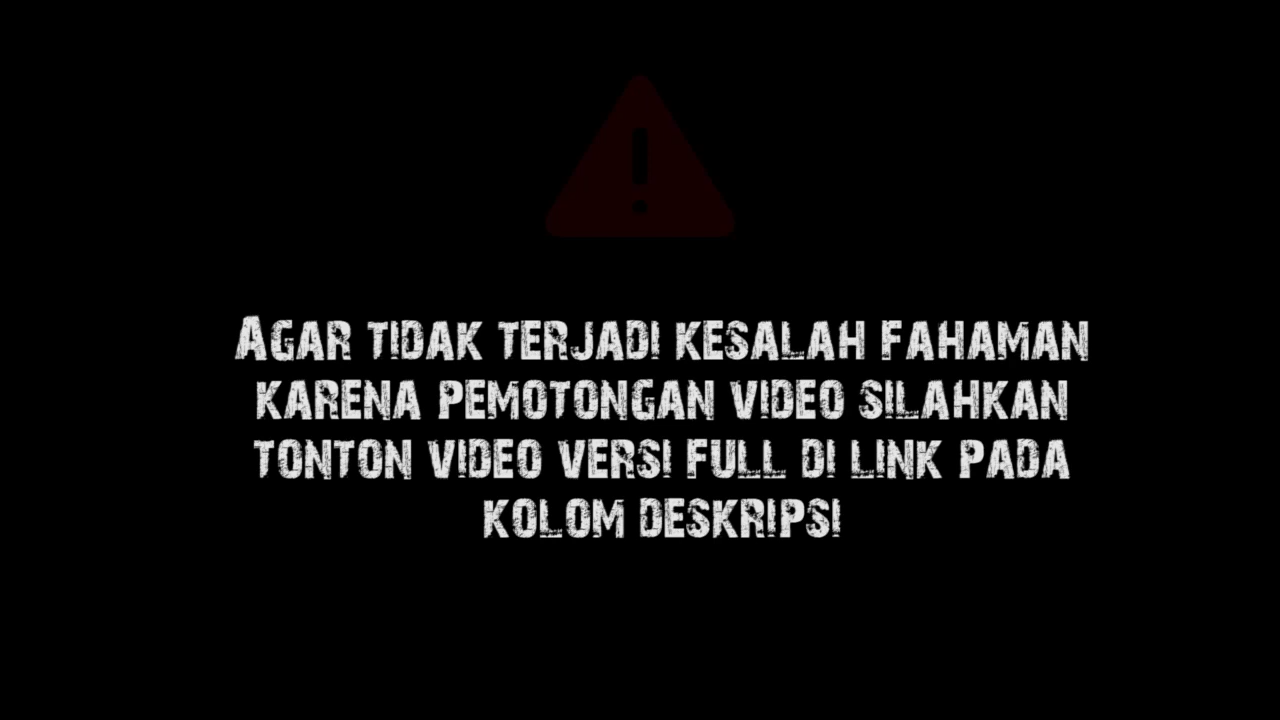 Agar tidak terjadi kesalah fahaman
karena pemotongan video silahkan
tonton video versi full di link pada
kolom deskripsi